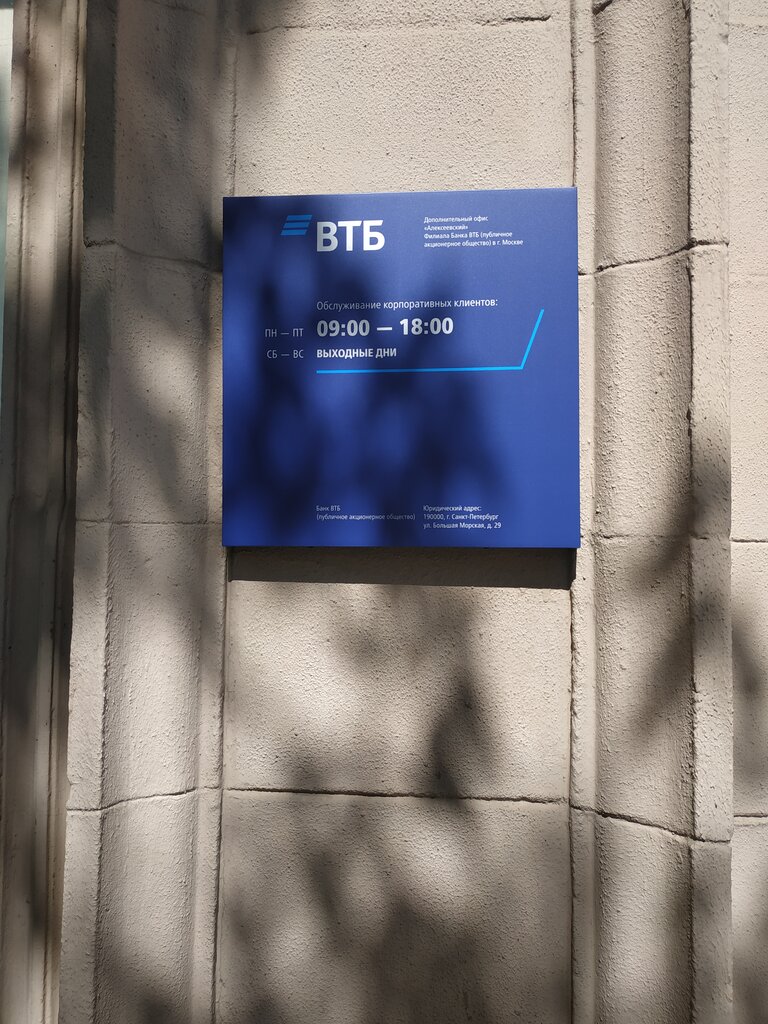 ВТБ
Дополнительный офис
«Алексеевский»
Филиала Банка ВТБ (публичное
акционерное общество) в г. Москве
Обслуживание корпоративных клиентов:
ПН — ПТ 09:00 — 18:00
СБ — ВС ВЫХОДНЫЕ ДНИ
Банк ВТБ
(публичное акционерное общество)
Юридический адрес:
190000, г. Санкт-Петербург
ул. Большая Морская, д. 29